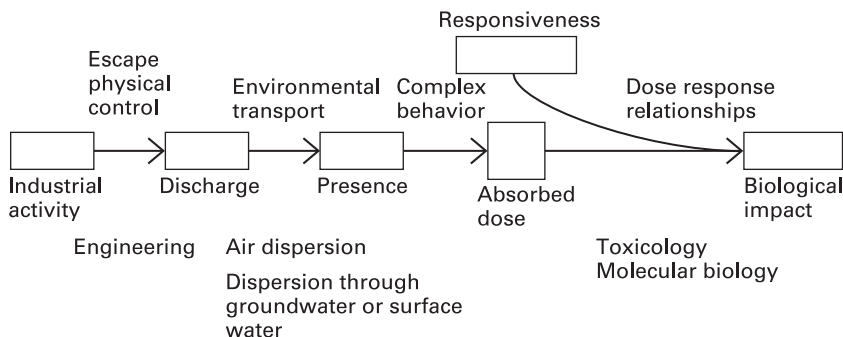 Responsiveness
Escape
physical
control
Environmental
transport
Complex
behavior
Dose response
relationships
Industrial
activity
Discharge
Presence
Absorbed
dose
Biological
impact
Engineering
Air dispersion
Dispersion through
groundwater or surface
water
Toxicology
Molecular biology